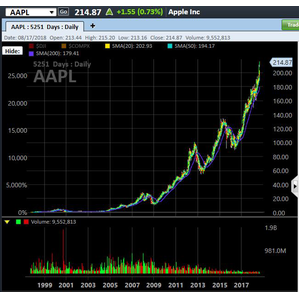 AAPL Go 214.87 +1.55 (0.73%) Apple Inc
AAPL : 5251 Days : Daily +
Date: 08/17/2018 Open: 213.44 High: 215.20 Low: 213.16 Close: 214.87 Volume: 9,552,813
Hide: $DJI $COMPX SMA(20): 202.93 SMA(50): 194.17
SMA(200): 179.41
5251 Days : Daily
AAPL
214.87
25,000 200.00
180.00
20,000 160.00
140.00
15,000 120.00
100.00
10,000 80.00
60.00
5,000 40.00
20.00
0.00% 0.00
Volume: 9,552,813
1.9B
981.0M
1999 2001 2003 2005 2007 2009 2011 2013 2015 2017